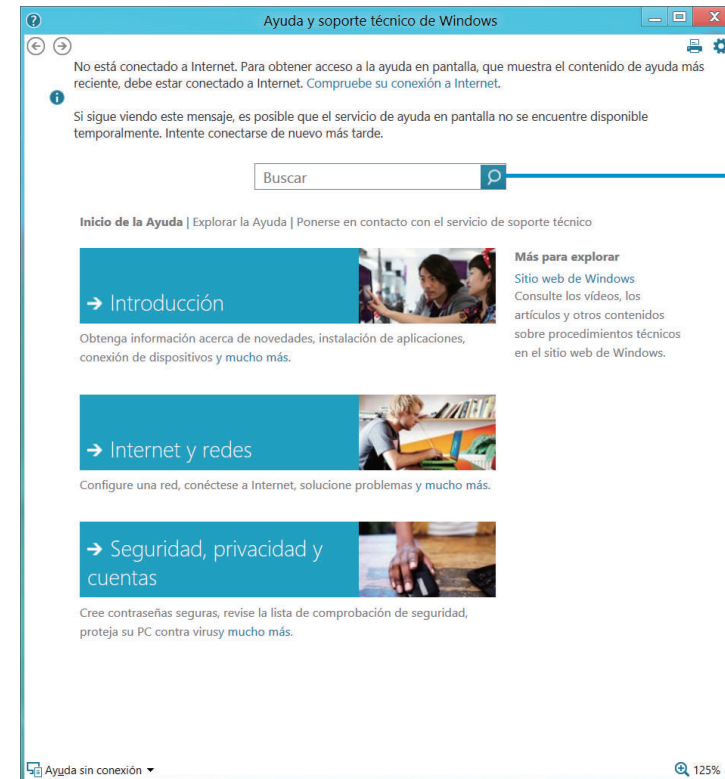 Ayuda y soporte técnico de Windows
No está conectado a Internet. Para obtener acceso a la ayuda en pantalla, que muestra el contenido de ayuda más
reciente, debe estar conectado a Internet. Compruebe su conexión a Internet.
Si sigue viendo este mensaje, es posible que el servicio de ayuda en pantalla no se encuentre disponible
temporalmente. Intente conectarse de nuevo más tarde.
Buscar
Inicio de la Ayuda | Explorar la Ayuda | Ponerse en contacto con el servicio de soporte técnico
→ Introducción
Obtenga información acerca de novedades, instalación de aplicaciones,
conexión de dispositivos y mucho más.
Más para explorar
Sitio web de Windows
Consulte los vídeos, los
artículos y otros contenidos
sobre procedimientos técnicos
en el sitio web de Windows.
→ Internet y redes
Configure una red, conéctese a Internet, solucione problemas y mucho más.
→ Seguridad, privacidad y
cuentas
Cree contraseñas seguras, revise la lista de comprobación de seguridad,
proteja su PC contra virusy mucho más.
Ayuda sin conexión
125%